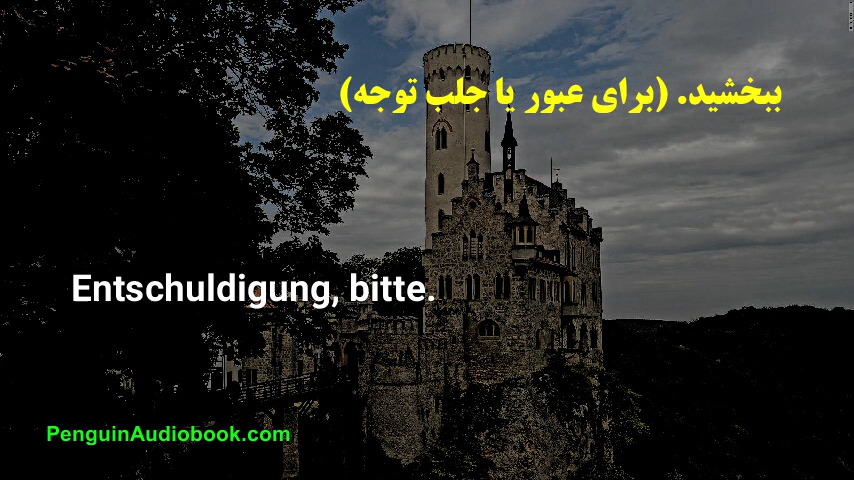 ببخشید. (برای عبور یا جلب توجه)
Entschuldigung, bitte.
PenguinAudiobook.com